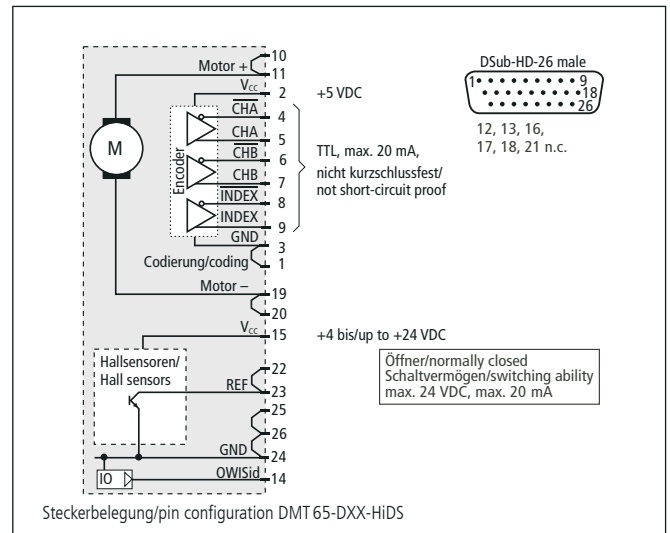 10
Motor +
11
DSub-HD-26 male
Vcc
2
+5 VDC
1
9
18
26
CHA
4
CHA
5
12, 13, 16,
17, 18, 21 n.c.
M
Encoder
CHB
6
TTL, max. 20 mA,
nicht kurzschlussfest/
not short-circuit proof
CHB
7
INDEX
8
INDEX
9
GND
3
Codierung/coding
1
Motor –
19
20
Vcc
15
+4 bis/up to +24 VDC
Hallsensoren/
Hall sensors
22
REF
23
Öffner/normally closed
Schaltvermögen/switching ability
max. 24 VDC, max. 20 mA
25
26
GND
24
IO
OWISid
14
Steckerbelegung/pin configuration DMT 65-DXX-HiDS